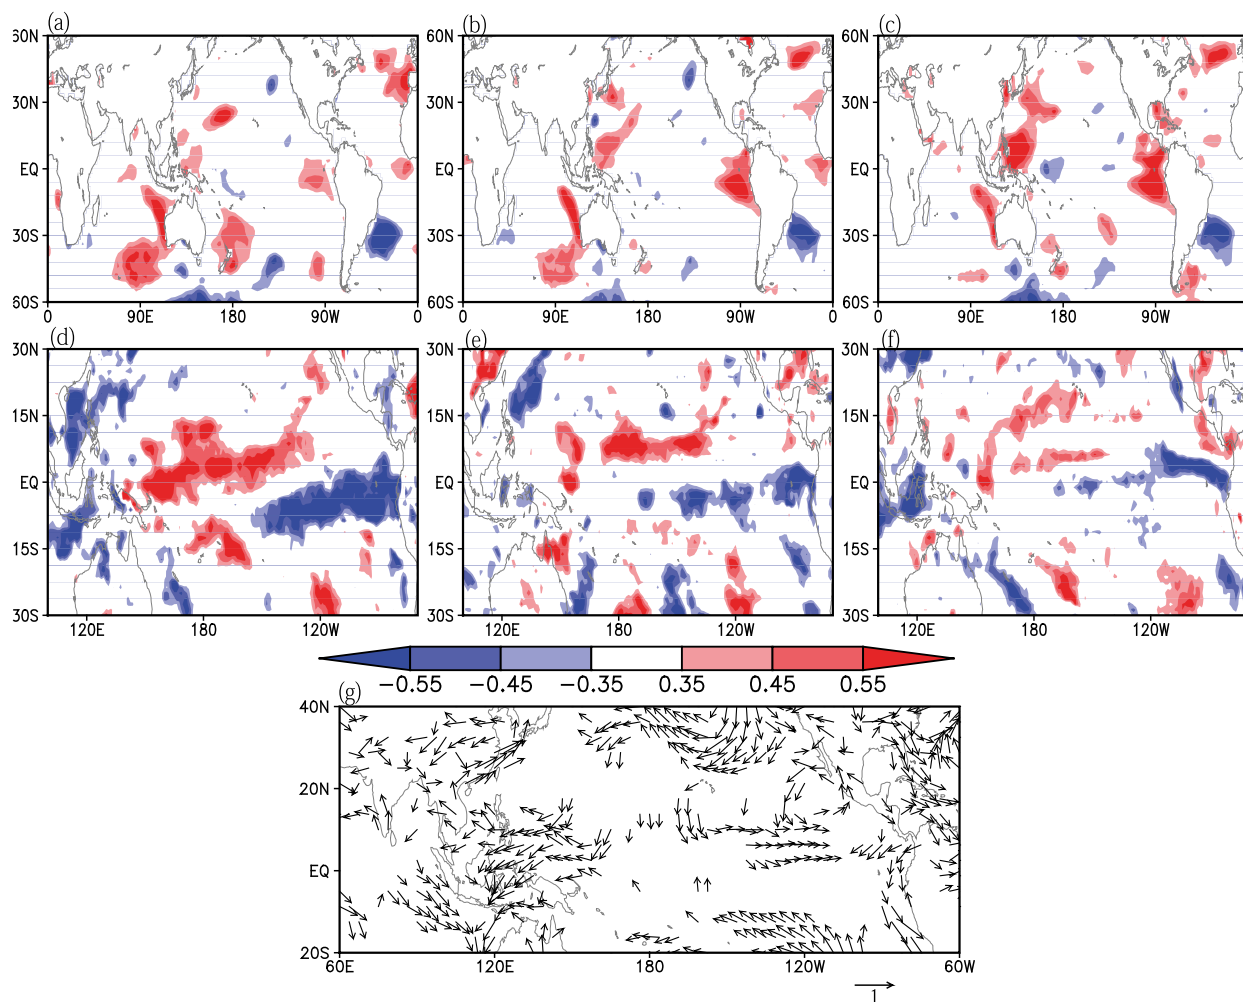 (a) (b) (c)
60N 60N 60N
30N 30N 30N
EQ EQ EQ
30S 30S 30S
60S 60S 60S
90E 180 90W 0 90E 180 90W 0 90E 180 90W
(d) (e) (f)
30N 30N 30N
15N 15N 15N
EQ EQ EQ
15S 15S 15S
30S 30S 30S
120E 180 120W 120E 180 120W 120E 180 120W
−0.55 −0.45 −0.35 0.35 0.45 0.55
(g)
40N
20N
EQ
20S
60E 120E 180 120W 60W
1